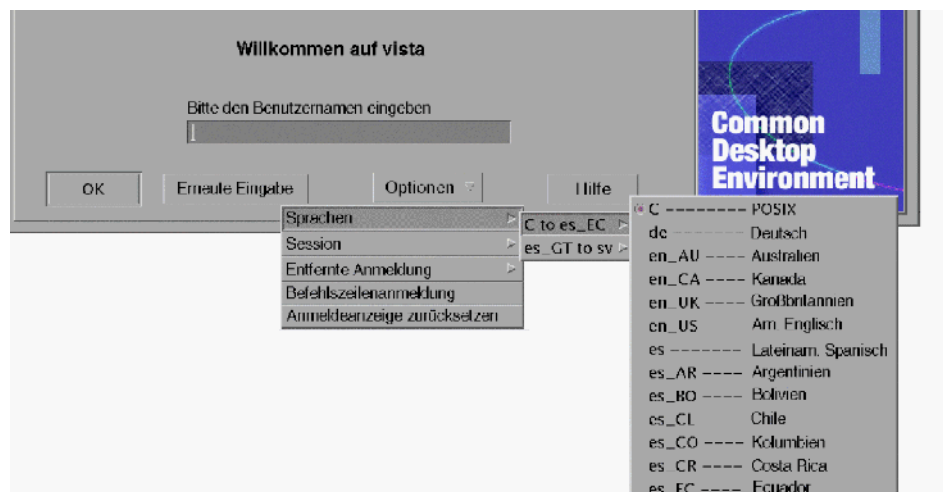 Willkommen auf vista
Bitte den Benutzernamen eingeben
Common
Desktop
Environment
OK
Erneute Eingabe
Optionen
Hilfe
Sprachen
Session
Entfernte Anmeldung
Befehlszeilenanmeldung
Anmeldeanzeige zurücksetzen
C to es_EC
es_GT to sv
C -------- POSIX
de -------- Deutsch
en_AU ---- Australien
en_CA ---- Kanada
en_UK ---- Großbritannien
en_US Am. Englisch
es ------- Lateinam. Spanisch
es_AR ---- Argentinien
es_BO ---- Bolivien
es_CL Chile
es_CO ---- Kolumbien
es_CR ---- Costa Rica
es_EC ---- Ecuador